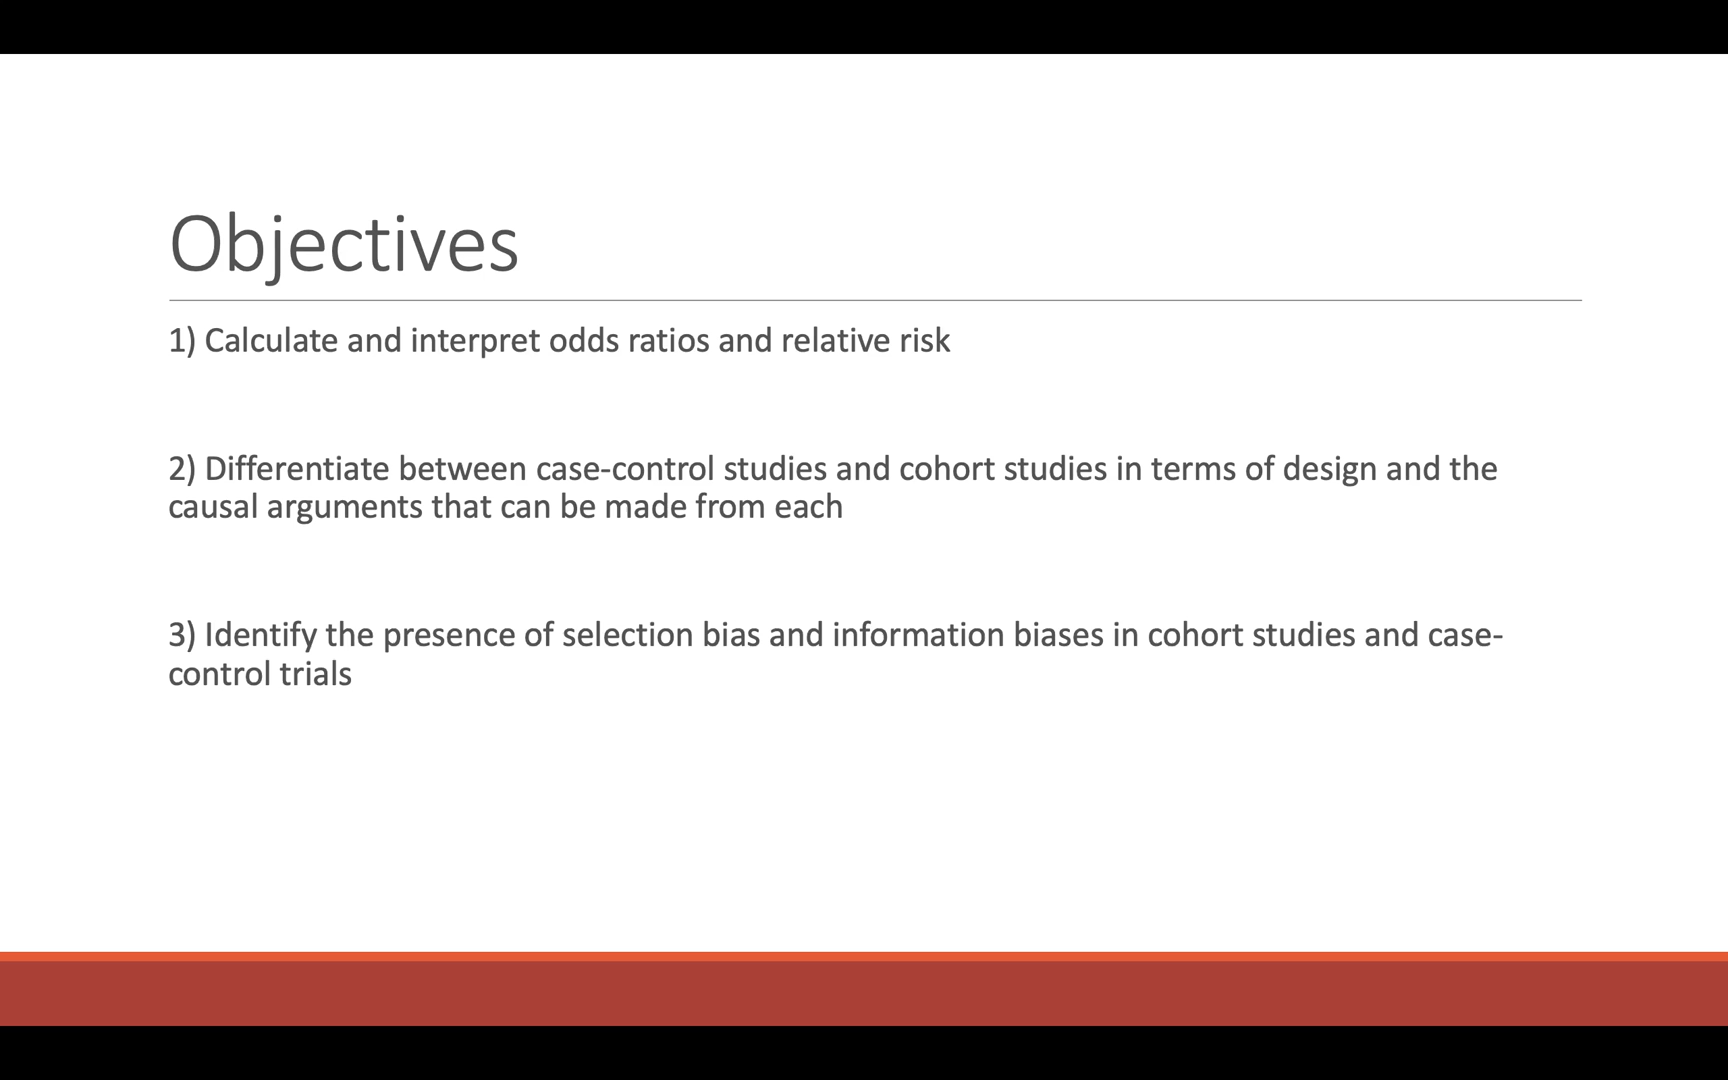 Objectives
1) Calculate and interpret odds ratios and relative risk
2) Differentiate between case-control studies and cohort studies in terms of design and the
causal arguments that can be made from each
3) Identify the presence of selection bias and information biases in cohort studies and case-
control trials